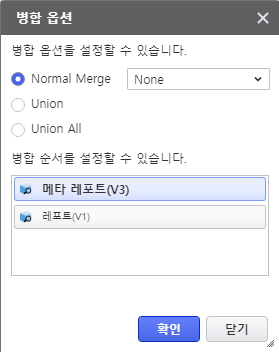 병합 옵션
병합 옵션을 설정할 수 있습니다.
Normal Merge None
Union
Union All
병합 순서를 설정할 수 있습니다.
메타 레포트(V3)
레포트(V1)
확인 닫기